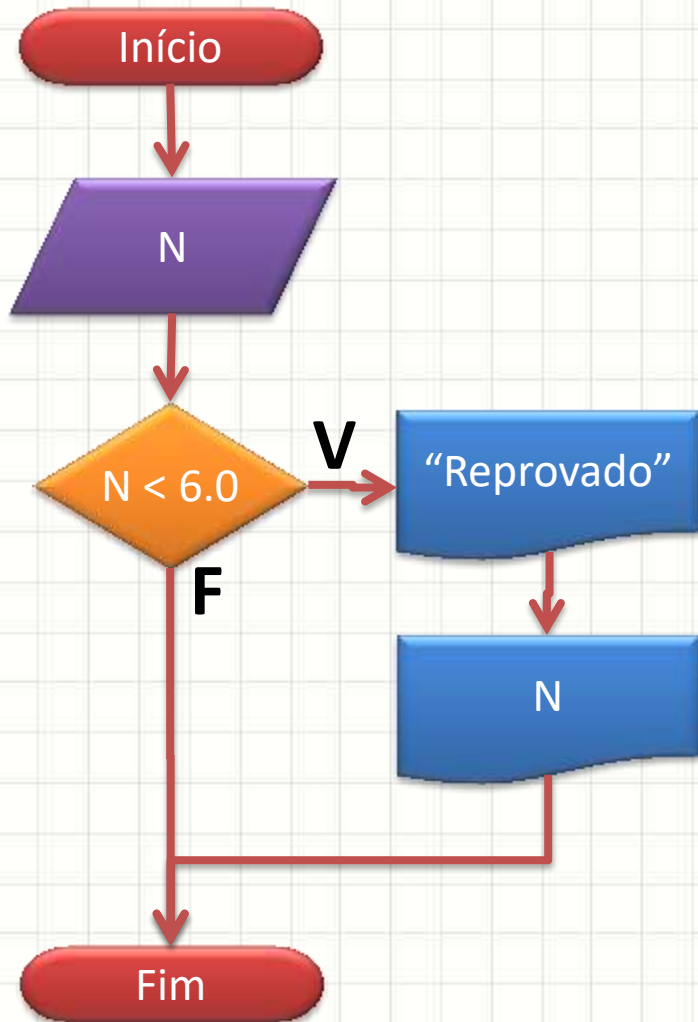 Início
N
N < 6.0
V
“Reprovado”
F
N
Fim